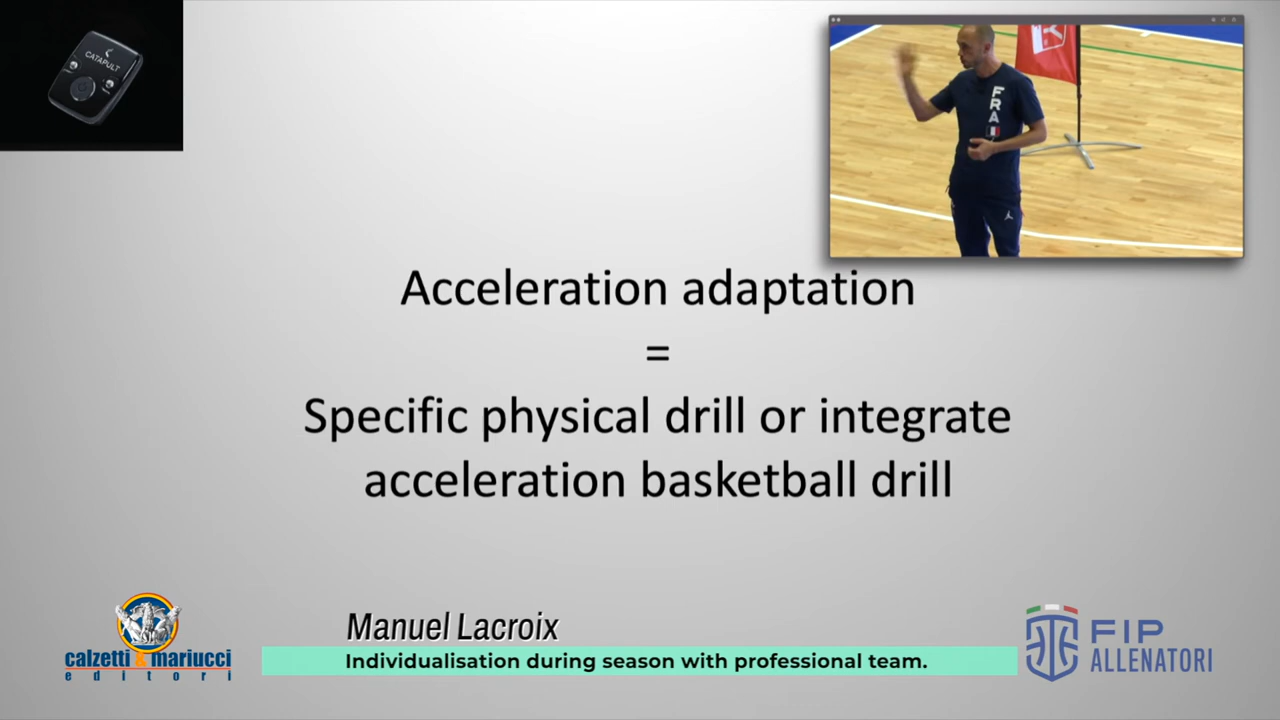 CATAPULT
FRA
Acceleration adaptation
=
Specific physical drill or integrate
acceleration basketball drill
Manuel Lacroix
Individualisation during season with professional team.
calzetti & mariucci
editori
FIP
ALLENATORI